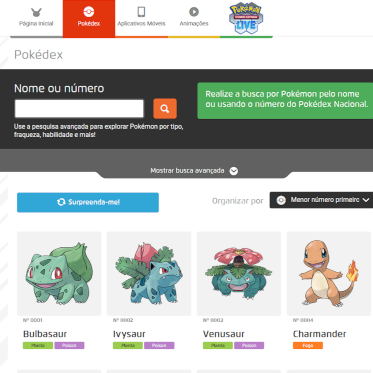 Página Inicial
Pokédex
Aplicativos Móveis
Animações
Pokémon
LIVE
Pokédex
Nome ou número
Use a pesquisa avançada para explorar Pokémon por tipo,
fraqueza, habilidade e mais!
Realize a busca por Pokémon pelo nome
ou usando o número do Pokédex Nacional.
Mostrar busca avançada
Surpreenda-me!
Organizar por
Menor número primeiro
Nº 0001
Nº 0002
Nº 0003
Nº 0004
Bulbasaur
Ivysaur
Venusaur
Charmander
Planta Poison
Planta Poison
Planta Poison
Fogo